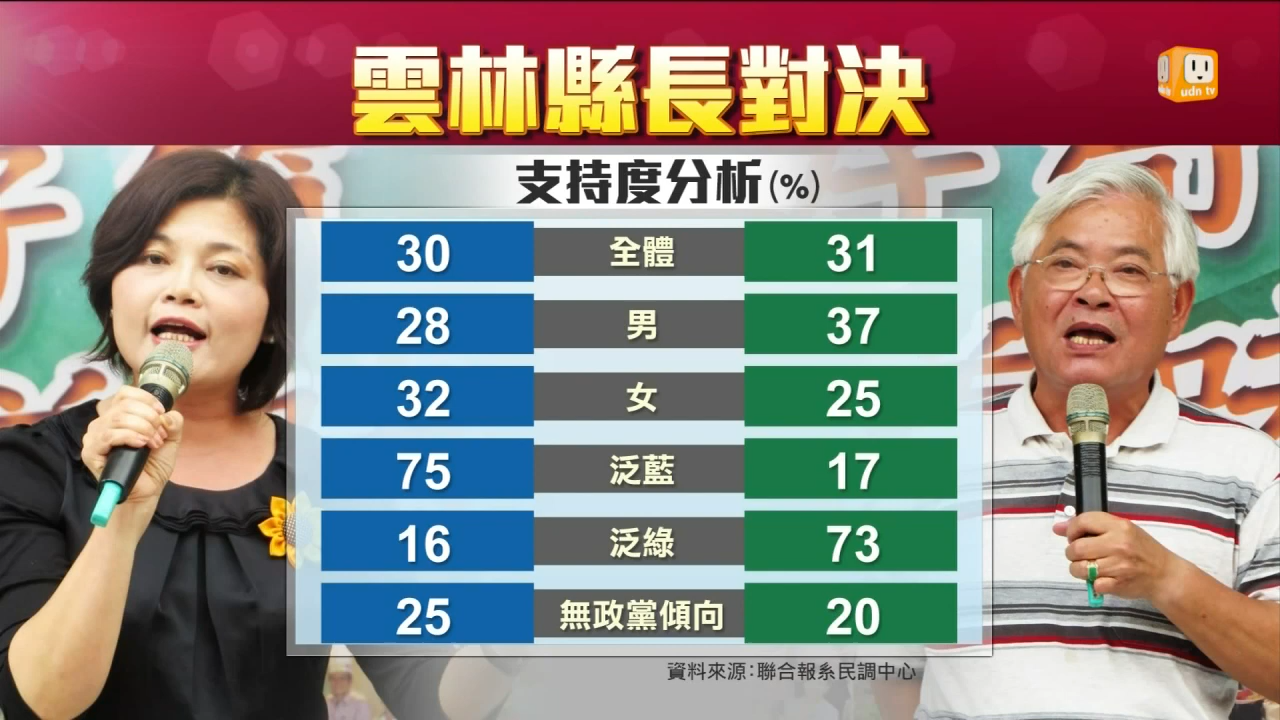 雲林縣長對決
udn tv
支持度分析(%)
30 全體 31
28 男 37
32 女 25
75 泛藍 17
16 泛綠 73
25 無政黨傾向 20
資料來源:聯合報系民調中心